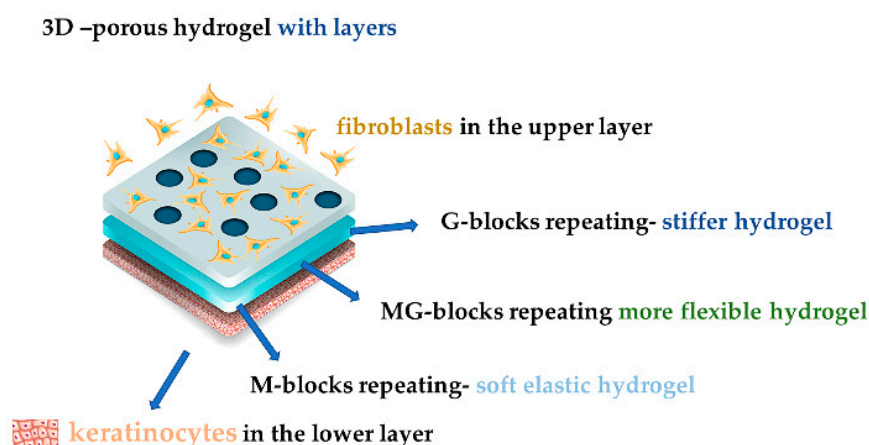 3D –porous hydrogel with layers
fibroblasts in the upper layer
G-blocks repeating- stiffer hydrogel
MG-blocks repeating more flexible hydrogel
M-blocks repeating- soft elastic hydrogel
keratinocytes in the lower layer